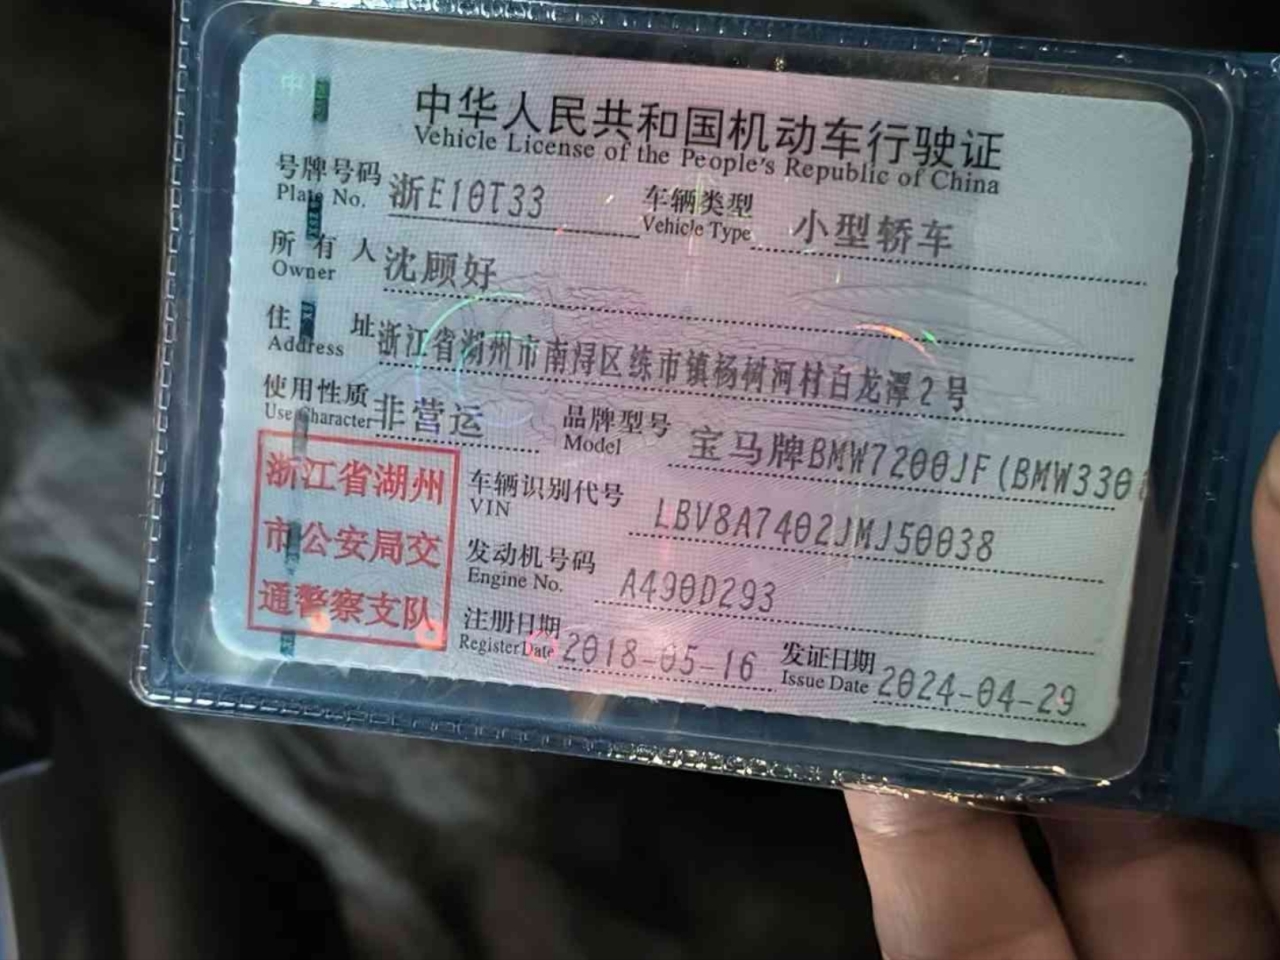 中华人民共和国机动车行驶证
Vehicle License of the People's Republic of China
号牌号码 浙E10T33 车辆类型 小型轿车
Plate No. Vehicle Type
所有人 沈顾好
Owner
住址 浙江省湖州市南浔区练市镇杨树河村白龙潭2号
Address
使用性质 非营运 品牌型号 宝马牌BMW7200JF(BMW330
Use Character Model
车辆识别代号 LBV8A7402JMJ50038
VIN
发动机号码 A490D293
Engine No.
注册日期 2018-05-16 发证日期 2024-04-29
Register Date Issue Date
浙江省湖州
市公安局交
通警察支队